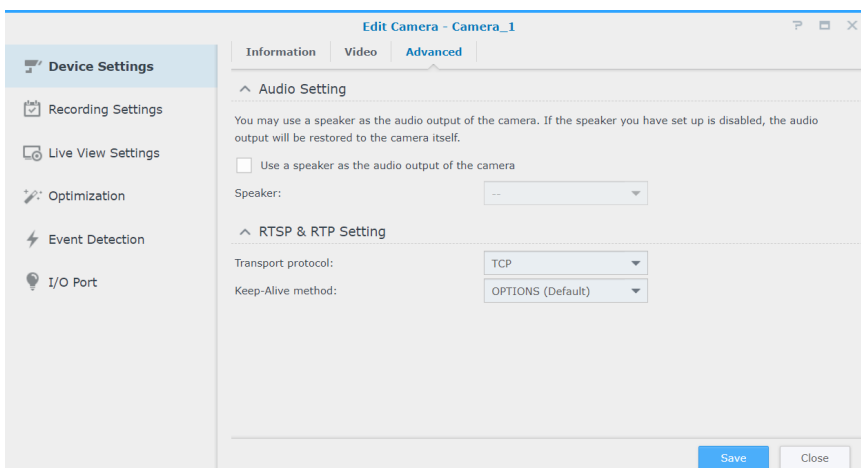 Edit Camera - Camera_1
Device Settings
Recording Settings
Live View Settings
Optimization
Event Detection
I/O Port
Information Video Advanced
Audio Setting
You may use a speaker as the audio output of the camera. If the speaker you have set up is disabled, the audio
output will be restored to the camera itself.
Use a speaker as the audio output of the camera
Speaker: --
RTSP & RTP Setting
Transport protocol: TCP
Keep-Alive method: OPTIONS (Default)
Save Close